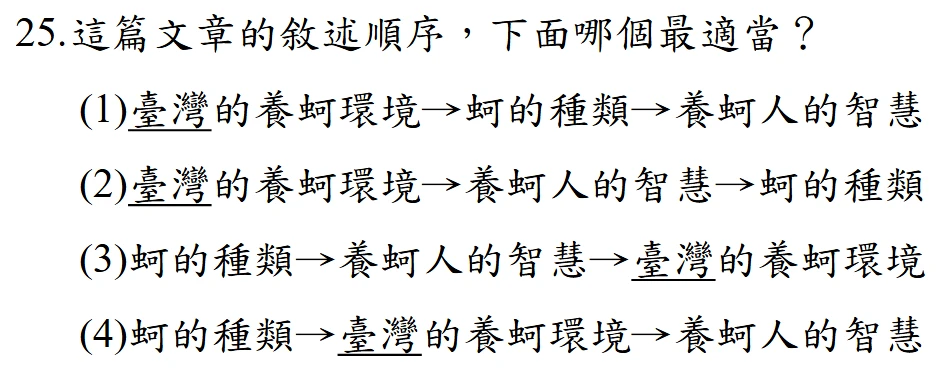 25.這篇文章的敘述順序，下面哪個最適當？
(1)臺灣的養蚵環境→蚵的種類→養蚵人的智慧
(2)臺灣的養蚵環境→養蚵人的智慧→蚵的種類
(3)蚵的種類→養蚵人的智慧→臺灣的養蚵環境
(4)蚵的種類→臺灣的養蚵環境→養蚵人的智慧